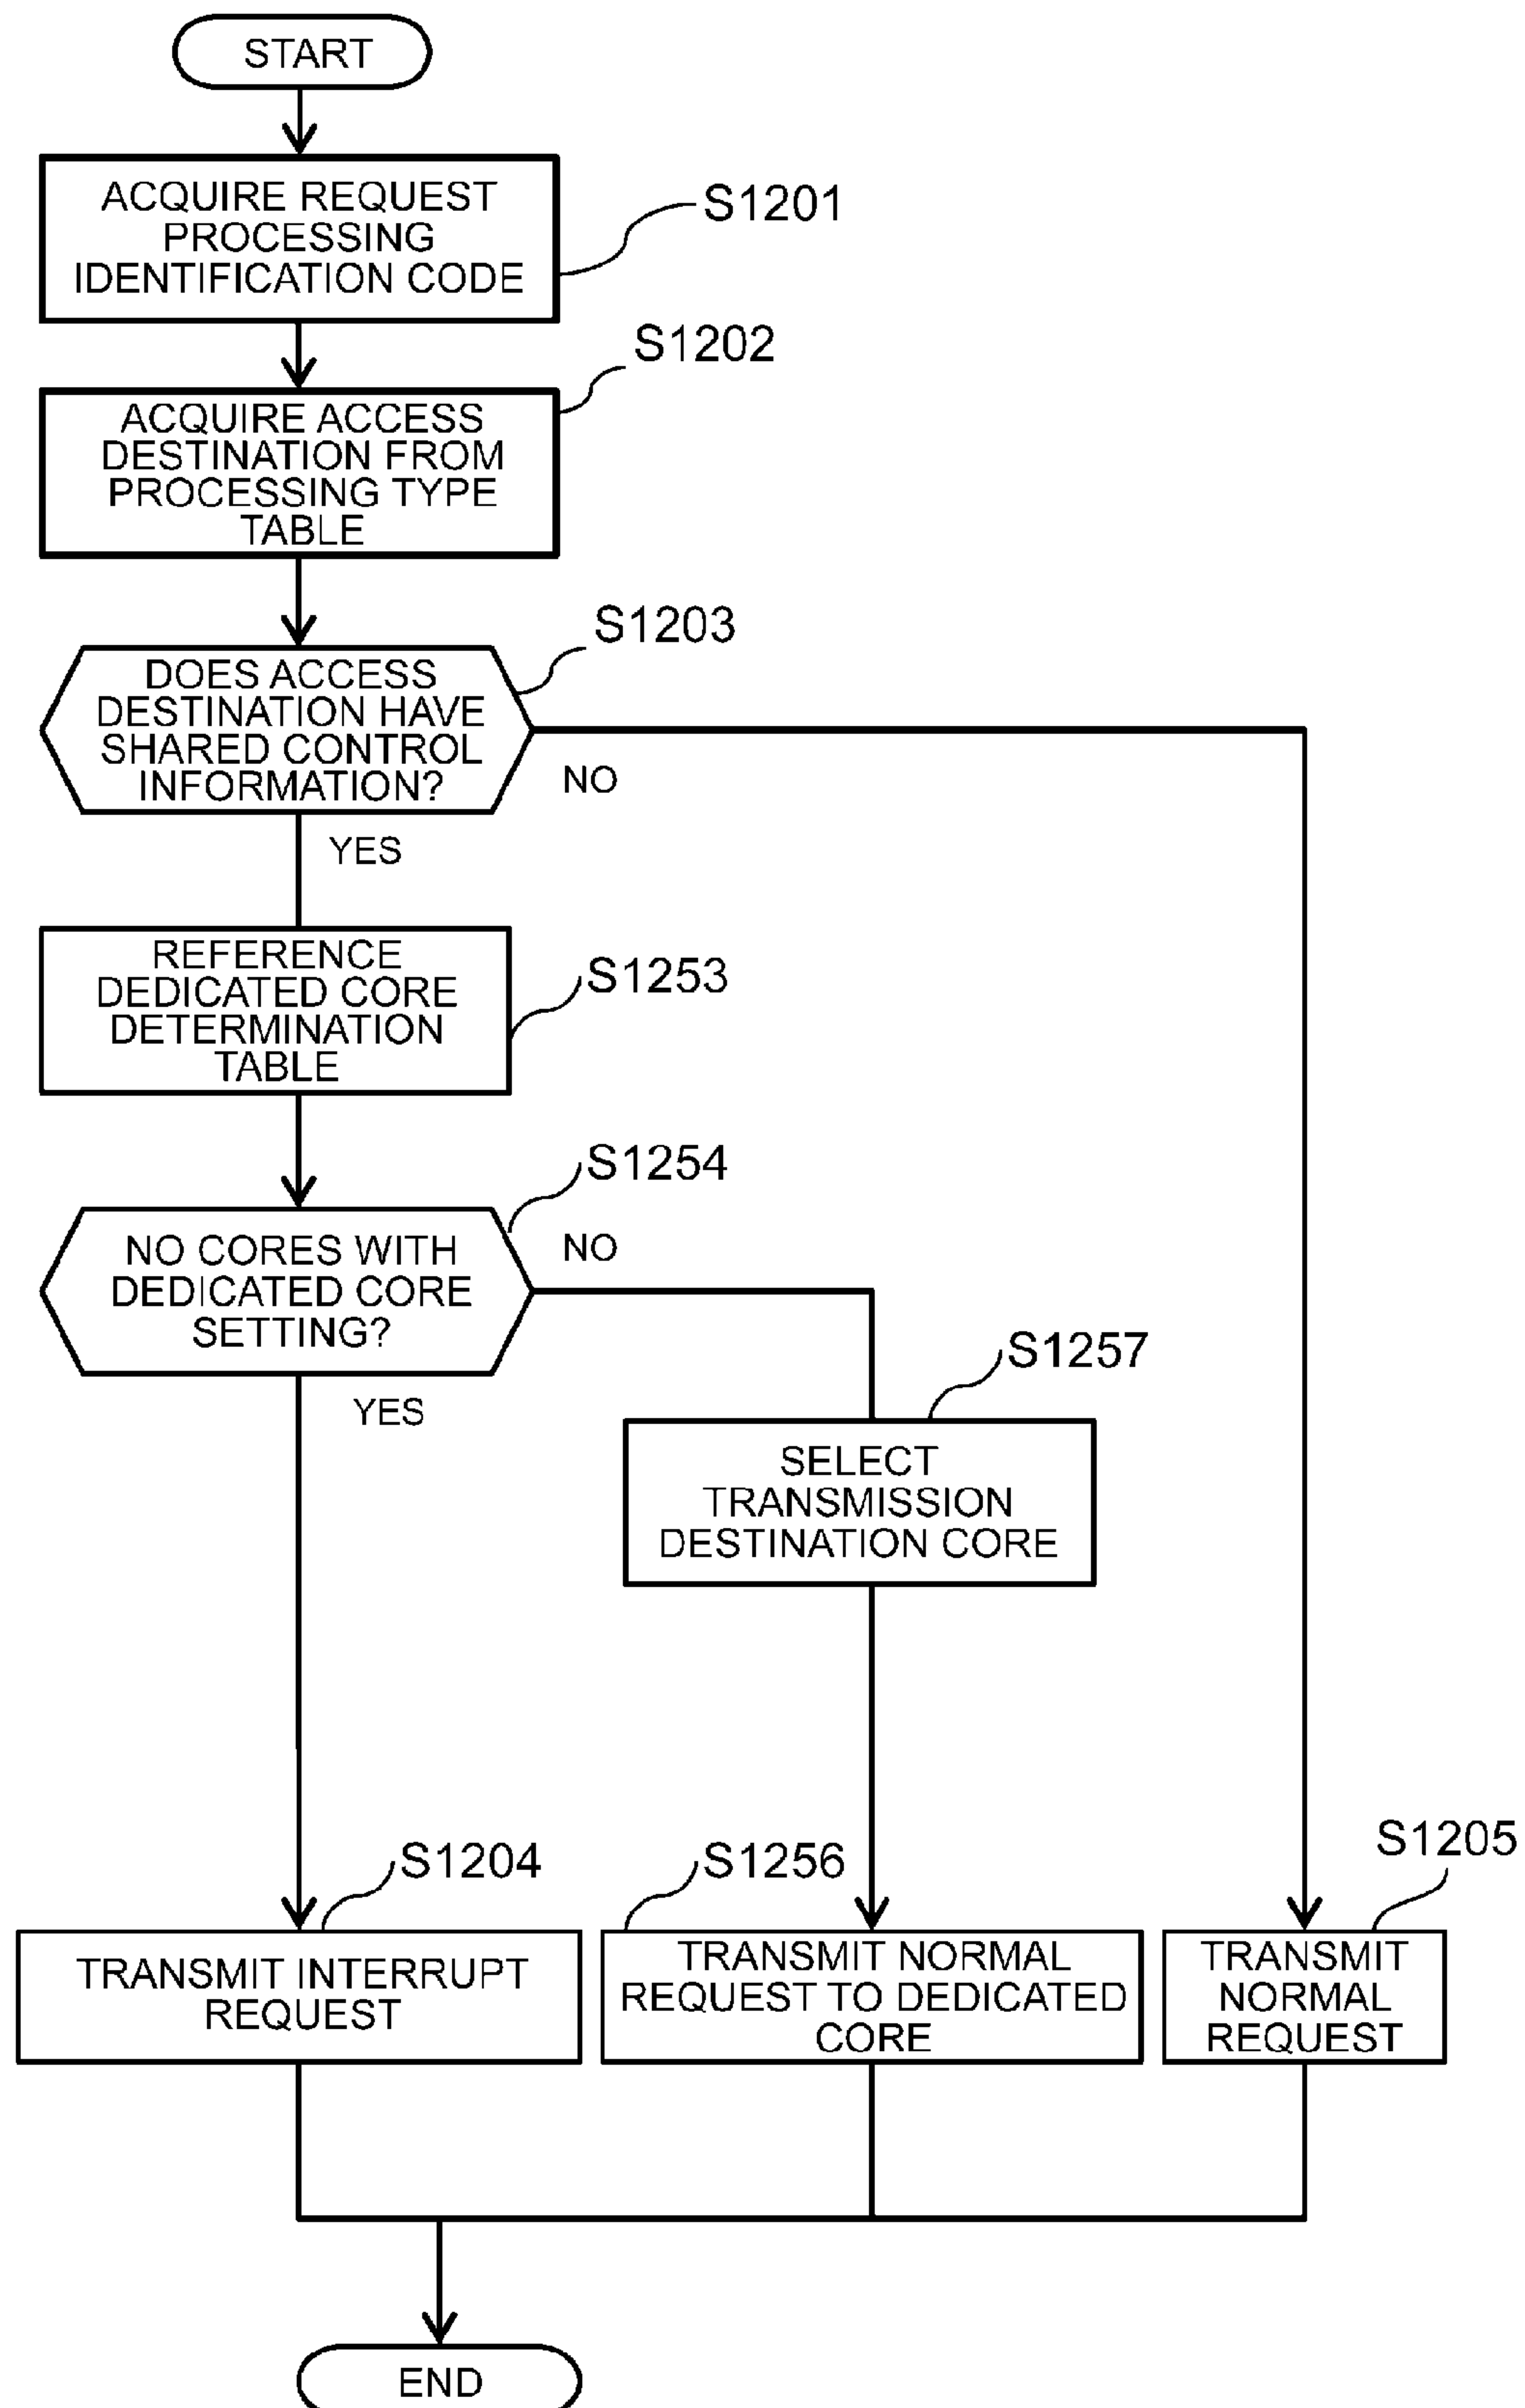 START
ACQUIRE REQUEST
PROCESSING
IDENTIFICATION CODE
S1201
S1202
ACQUIRE ACCESS
DESTINATION FROM
PROCESSING TYPE
TABLE
S1203
DOES ACCESS
DESTINATION HAVE
SHARED CONTROL
INFORMATION?
NO
YES
REFERENCE
DEDICATED CORE
DETERMINATION
TABLE
S1253
S1254
NO CORES WITH
DEDICATED CORE
SETTING?
NO
YES
S1257
SELECT
TRANSMISSION
DESTINATION CORE
S1204
TRANSMIT INTERRUPT
REQUEST
S1256
TRANSMIT NORMAL
REQUEST TO DEDICATED
CORE
S1205
TRANSMIT
NORMAL
REQUEST
END